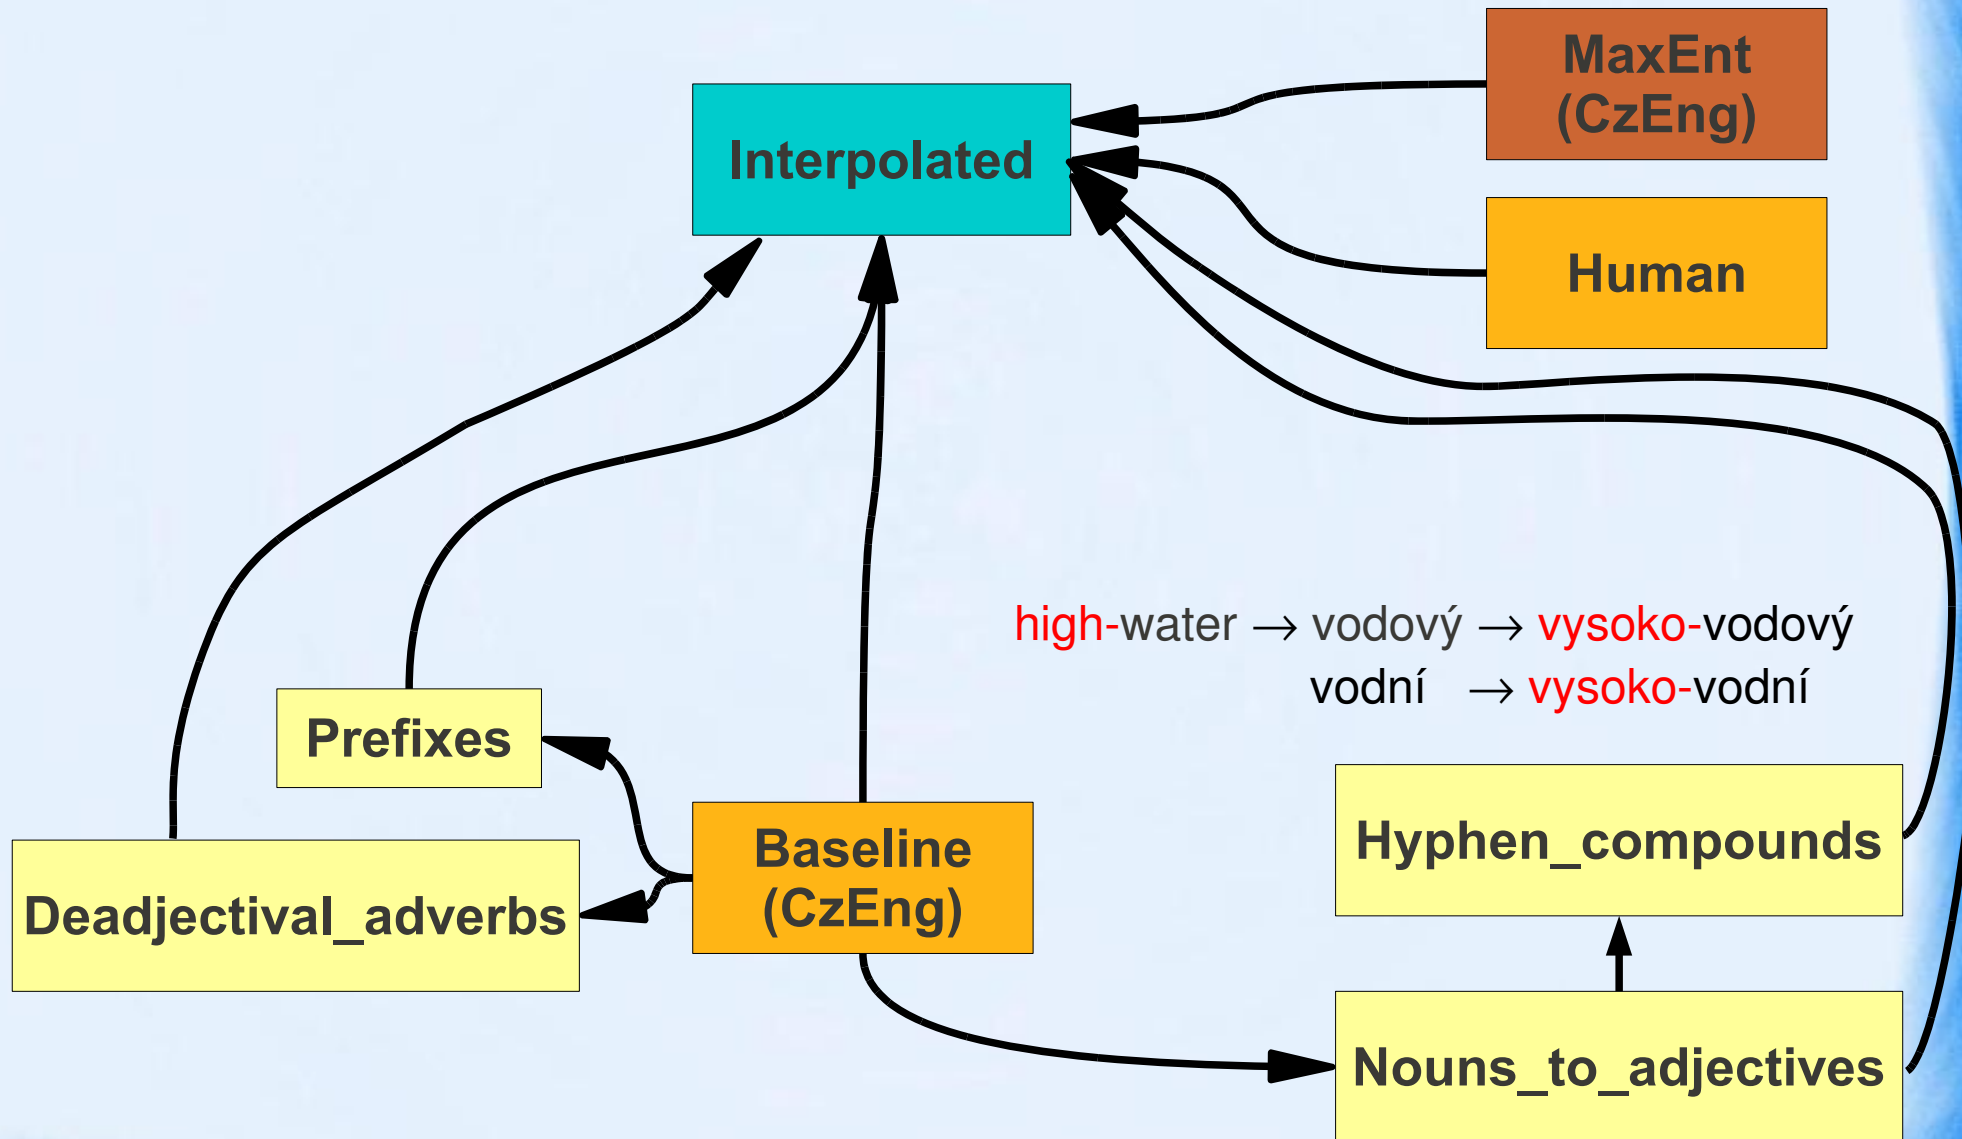 MaxEnt
(CzEng)
Interpolated
Human
high-water → vodový → vysoko-vodový
vodní → vysoko-vodní
Prefixes
Baseline
(CzEng)
Hyphen_compounds
Deadjectival_adverbs
Nouns_to_adjectives